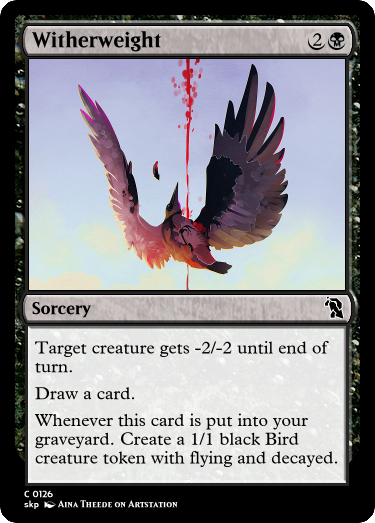 Witherweight 2
Sorcery
Target creature gets -2/-2 until end of
turn.
Draw a card.
Whenever this card is put into your
graveyard. Create a 1/1 black Bird
creature token with flying and decayed.
C 0126
skp Aina Theede on Artstation